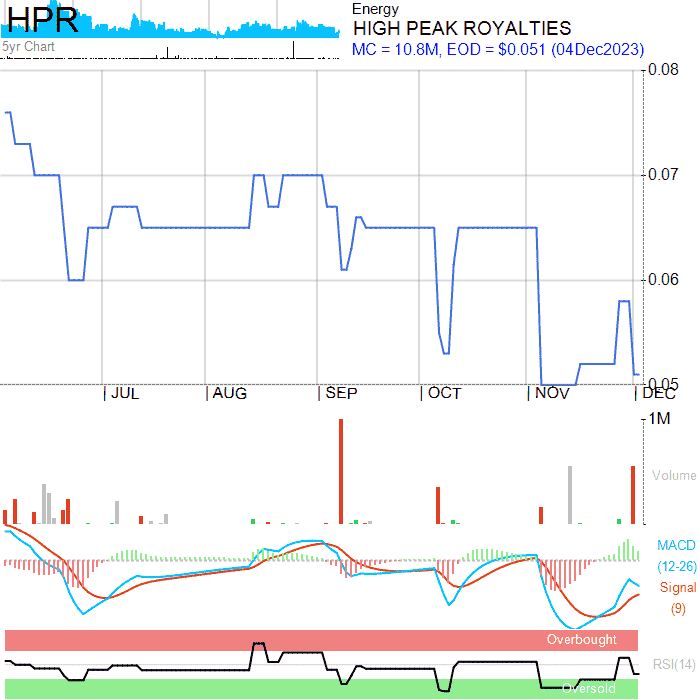 HPR
5yr Chart
Energy
HIGH PEAK ROYALTIES
MC = 10.8M, EOD = $0.051 (04Dec2023)
0.08
0.07
0.06
0.05
JUL AUG SEP OCT NOV DEC
1M
Volume
MACD
(12-26)
Signal
(9)
Overbought
RSI(14)
Oversold